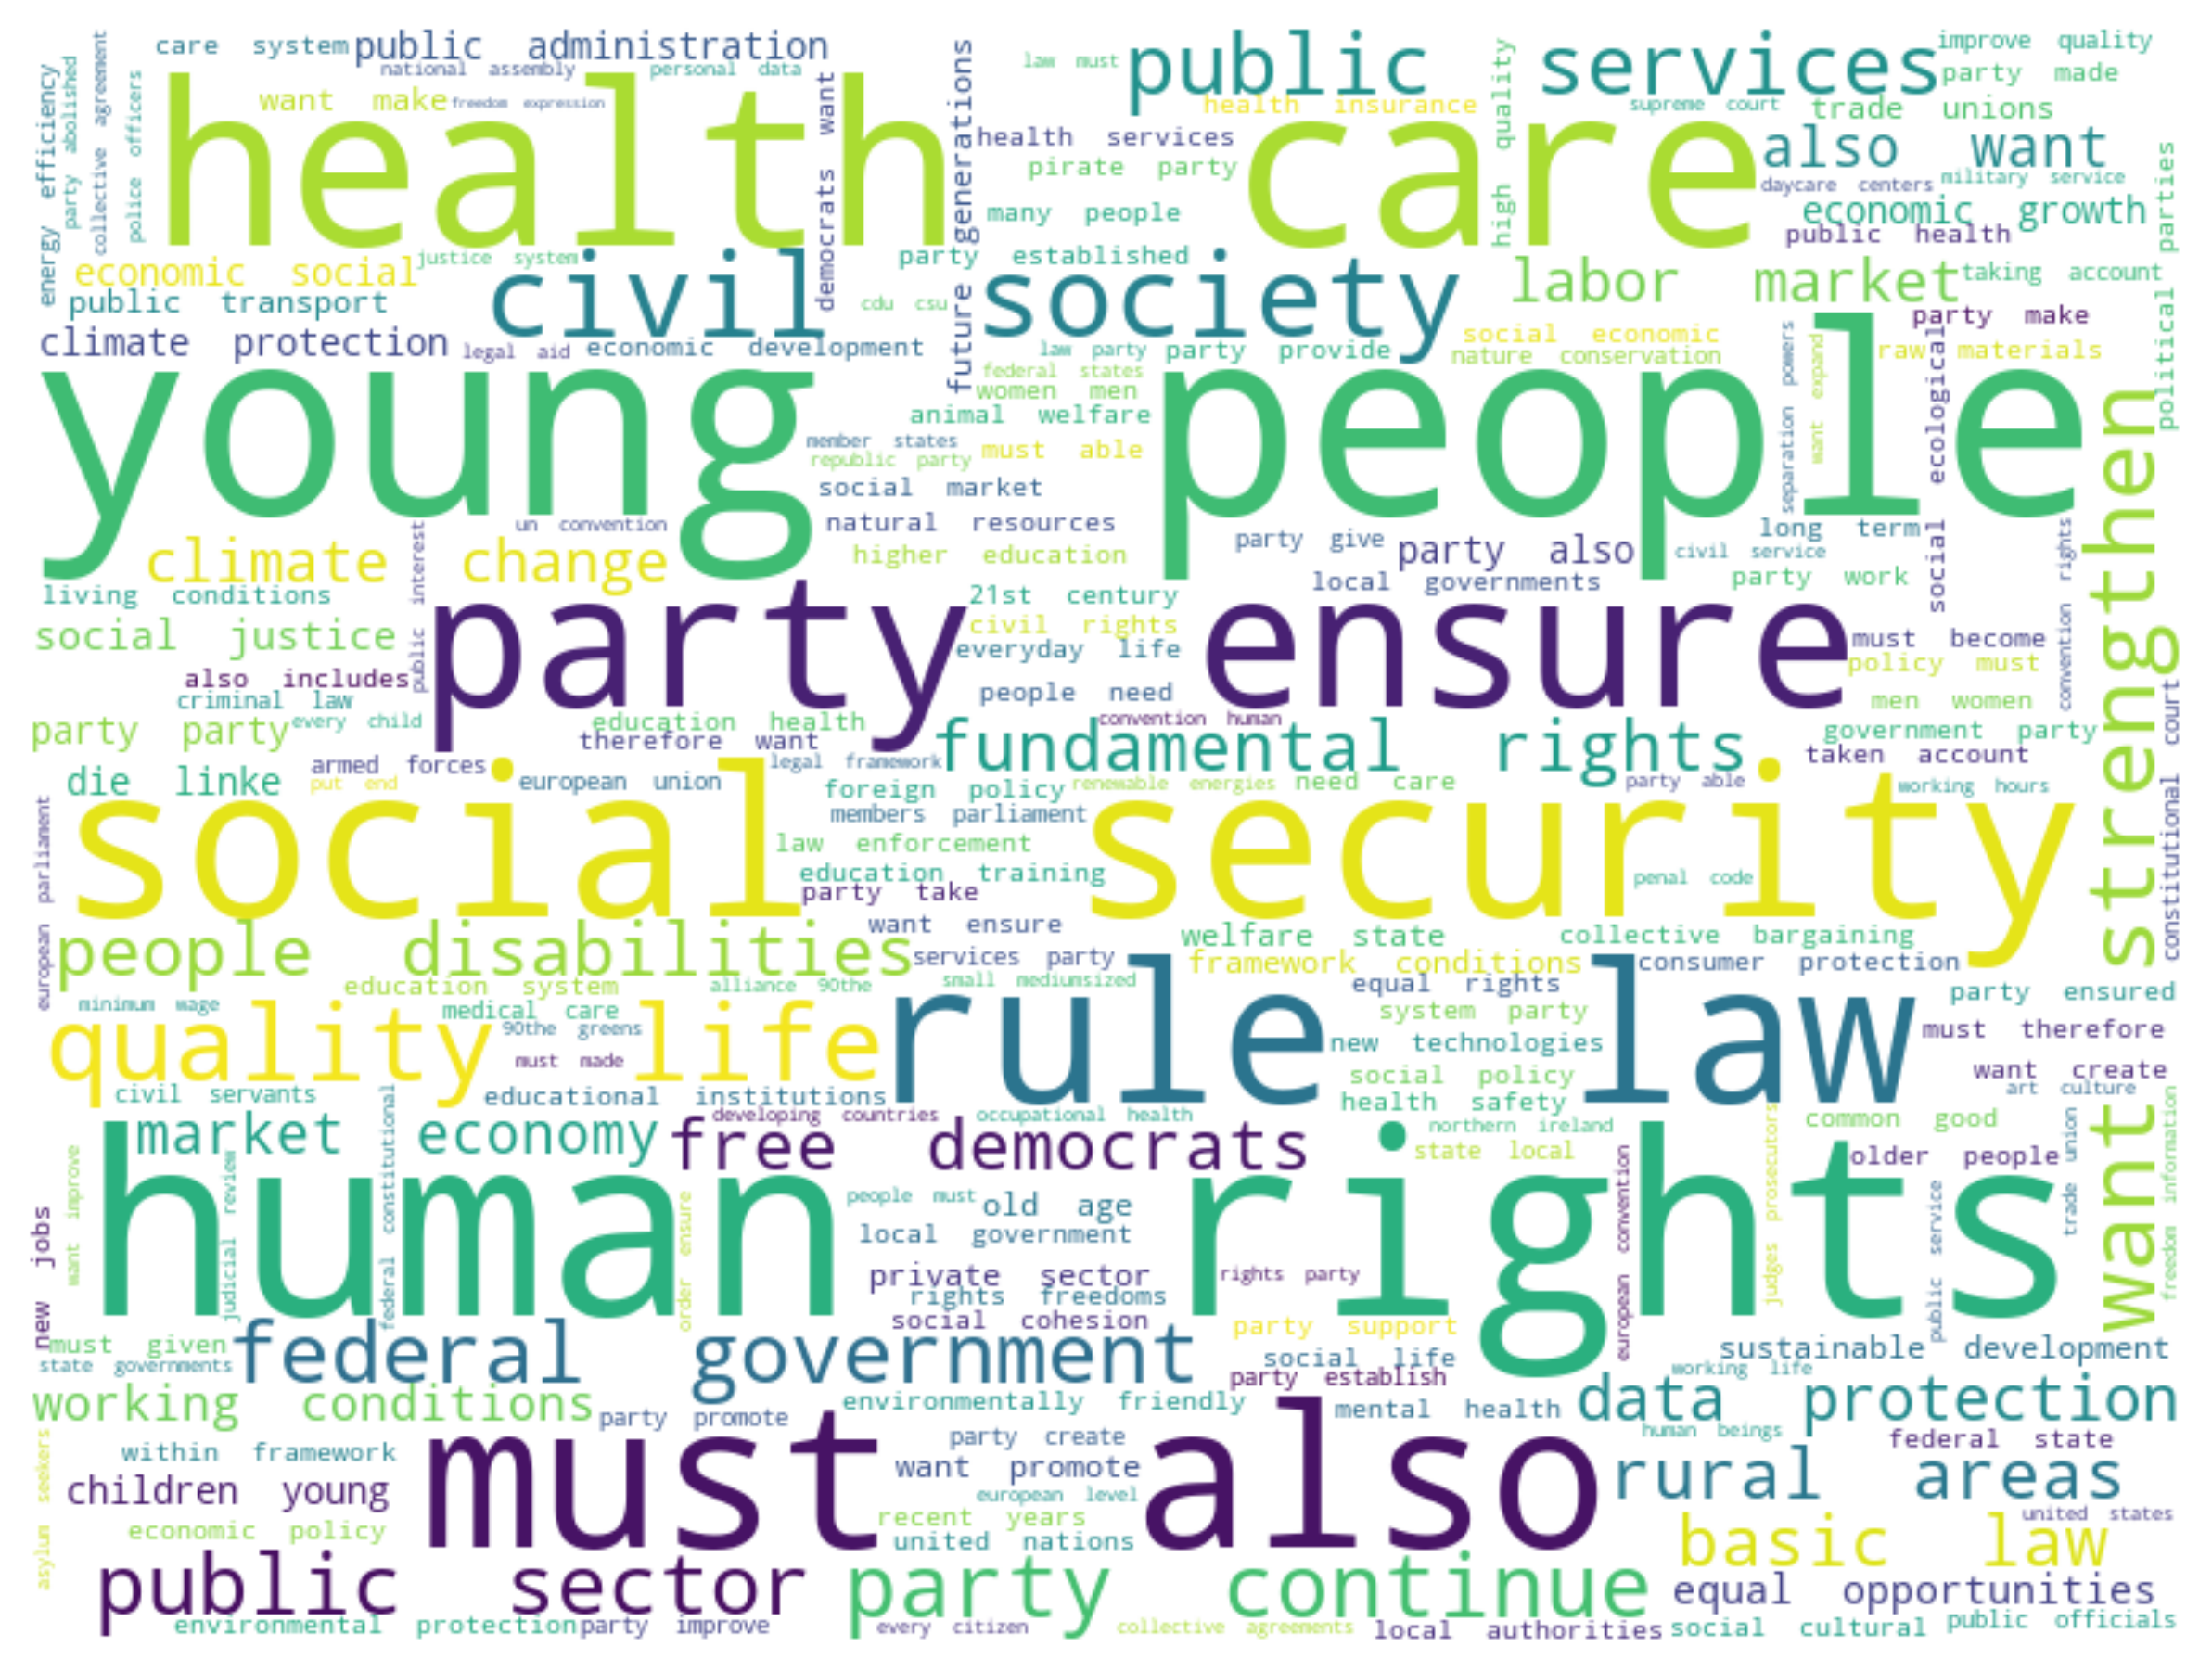 care system
public administration
national assembly
personal data
want make
freedom expression
health care
public services
improve quality
law must
party made
health insurance
supreme court
trade unions
health services
pirate party
also want
daycare centers
military service
many people
economic growth
public health
party established
energy efficiency
party abolished
collective agreement
police officers
democrats want
future generations
high quality
political parties
justice system
economic social
civil society
labor market
taking account
public transport
cdu csu
party make
climate protection
legal aid
economic development
law party
party provide
social economic
nature conservation
raw materials
federal states
women men
animal welfare
young people
member states
republic party
must able
social market
separation powers
want expand
social ecological
strengthen
want
un convention
natural resources
higher education
party give
party also
long term
civil service
climate change
public interest
living conditions
local governments
party work
convention rights
21st century
civil rights
everyday life
party ensure
must become
policy must
social justice
also includes
people need
men women
criminal law
every child
party party
education health
convention human
therefore want
fundamental rights
government party
taken account
constitutional court
die linke
armed forces
put end
european union
legal framework
foreign policy
renewable energies
need care
party able
working hours
members parliament
social security
law enforcement
education training
party take
penal code
european parliament
want ensure
people disabilities
services party
welfare state
collective bargaining
framework conditions
consumer protection
education system
alliance 90the
small mediumsized
equal rights
party ensured
minimum wage
medical care
90the greens
system party
quality life
rule law
must made
new technologies
must therefore
social policy
want create
art culture
civil servants
educational institutions
health safety
developing countries
occupational health
common good
market economy
free democrats
northern ireland
state local
older people
trade union
freedom information
human rights
people must
old age
local government
private sector
rights party
rights freedoms
social cohesion
party support
new jobs
want improve
judicial review
federal constitutional
order ensure
european convention
judges prosecutors
public service
must given
state governments
federal government
social life
sustainable development
working life
party establish
working conditions
environmentally friendly
party promote
mental health
data protection
human beings
must also
party create
federal state
within framework
want promote
children young
european level
rural areas
asylum seekers
economic policy
recent years
united nations
united states
basic law
public sector
party continue
equal opportunities
environmental protection
party improve
every citizen
collective agreements
local authorities
social cultural
public officials